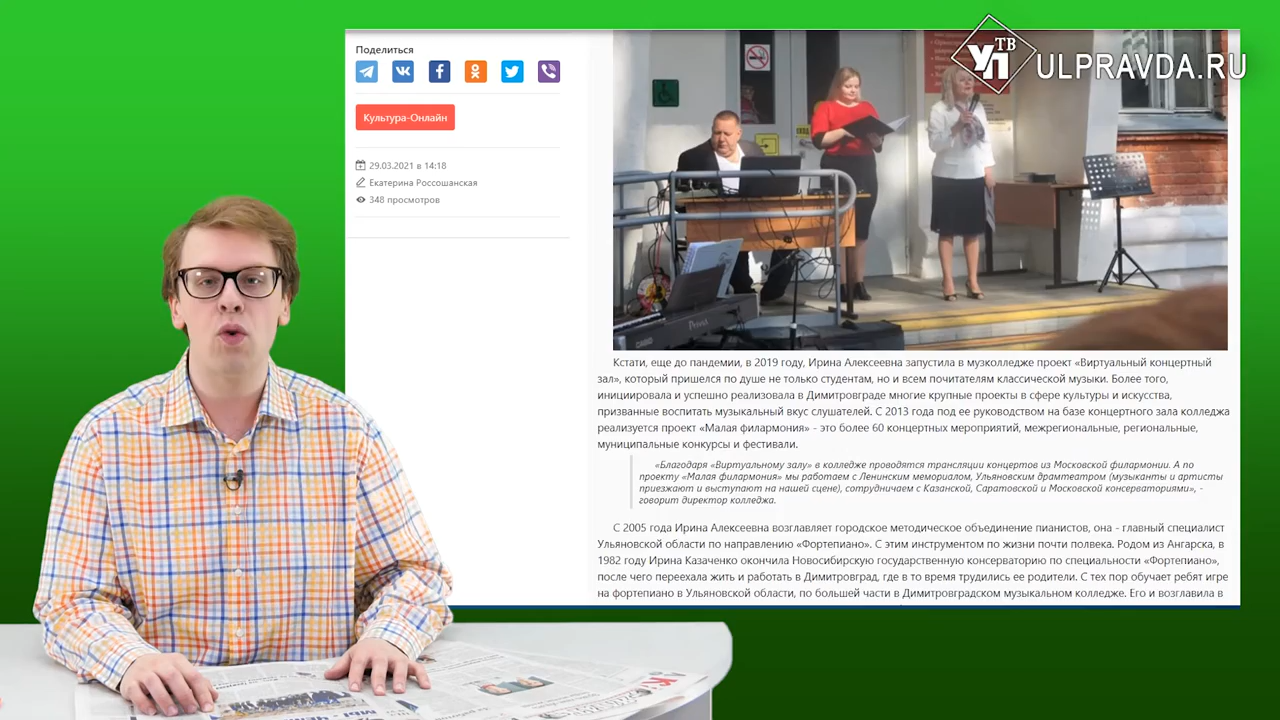 ТВ
УП
ULPRAVDA.RU
Поделиться
Культура-Онлайн
29.03.2021 в 14:18
Екатерина Россошанская
348 просмотров
Кстати, еще до пандемии, в 2019 году, Ирина Алексеевна запустила в музколледже проект «Виртуальный концертный
зал», который пришелся по душе не только студентам, но и всем почитателям классической музыки. Более того,
инициировала и успешно реализовала в Димитровграде многие крупные проекты в сфере культуры и искусства,
призванные воспитать музыкальный вкус слушателей. С 2013 года под ее руководством на базе концертного зала колледжа
реализуется проект «Малая филармония» - это более 60 концертных мероприятий, межрегиональные, региональные,
муниципальные конкурсы и фестивали.
«Благодаря «Виртуальному залу» в колледже проводятся трансляции концертов из Московской филармонии. А по
проекту «Малая филармония» мы работаем с Ленинским мемориалом, Ульяновским драмтеатром (музыканты и артисты
приезжают и выступают на нашей сцене), сотрудничаем с Казанской, Саратовской и Московской консерваториями», -
говорит директор колледжа.
С 2005 года Ирина Алексеевна возглавляет городское методическое объединение пианистов, она - главный специалист
Ульяновской области по направлению «Фортепиано». С этим инструментом по жизни почти полвека. Родом из Ангарска, в
1982 году Ирина Казаченко окончила Новосибирскую государственную консерваторию по специальности «Фортепиано»,
после чего переехала жить и работать в Димитровград, где в то время трудились ее родители. С тех пор обучает ребят игре
на фортепиано в Ульяновской области, по большей части в Димитровградском музыкальном колледже. Его и возглавила в